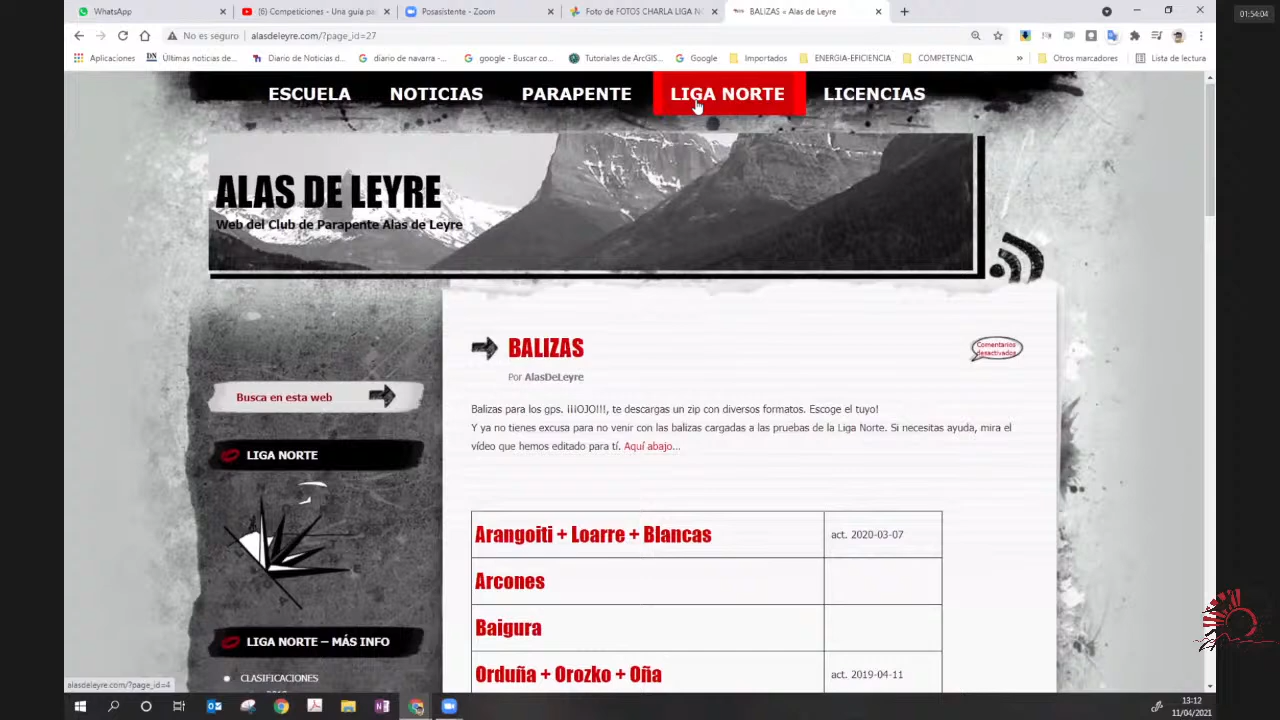 01:54:04
WhatsApp
(6) Competiciones - Una guía pa
Posasistente - Zoom
Foto de FOTOS CHARLA LIGA N
BALIZAS « Alas de Leyre
No es seguro | alasdeleyre.com/?page_id=27
Aplicaciones
Últimas noticias de...
Diario de Noticias d...
diario de navarra -...
google - Buscar co...
Tutoriales de ArcGIS...
Google
Importados
ENERGIA-EFICIENCIA
COMPETENCIA
»
Otros marcadores
Lista de lectura
ESCUELA
NOTICIAS
PARAPENTE
LIGA NORTE
LICENCIAS
ALAS DE LEYRE
Web del Club de Parapente Alas de Leyre
BALIZAS
Comentarios
desactivados
Por AlasDeLeyre
Busca en esta web
Balizas para los gps. ¡¡¡OJO!!!, te descargas un zip con diversos formatos. Escoge el tuyo!
Y ya no tienes excusa para no venir con las balizas cargadas a las pruebas de la Liga Norte. Si necesitas ayuda, mira el
vídeo que hemos editado para tí. Aquí abajo...
LIGA NORTE
Arangoiti + Loarre + Blancas
act. 2020-03-07
Arcones
Baigura
Orduña + Orozko + Oña
act. 2019-04-11
LIGA NORTE – MÁS INFO
CLASIFICACIONES
alasdeleyre.com/?page_id=4
13:12
11/04/2021